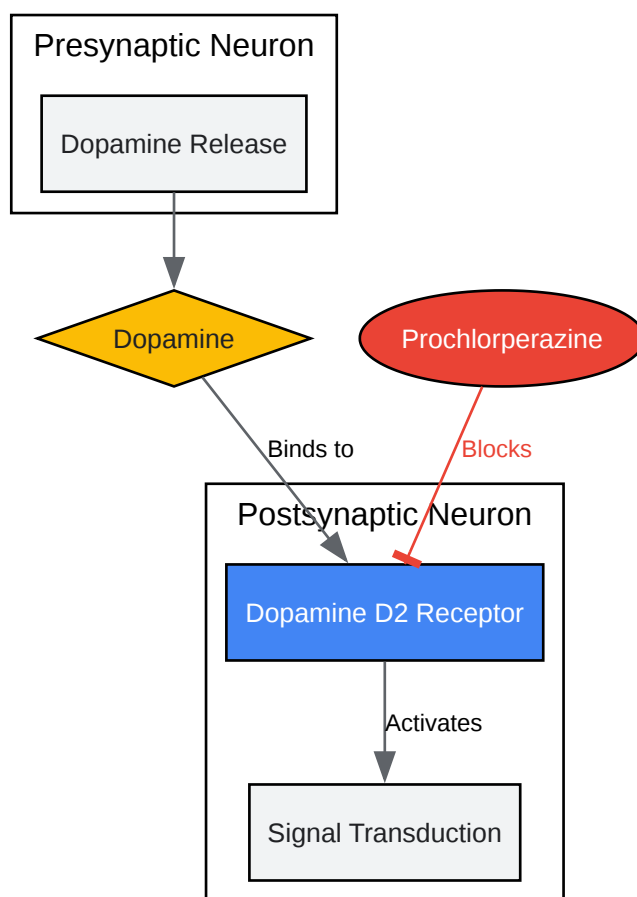 Presynaptic Neuron
Dopamine Release
Dopamine
Prochlorperazine
Binds to
Blocks
Postsynaptic Neuron
Dopamine D2 Receptor
Activates
Signal Transduction